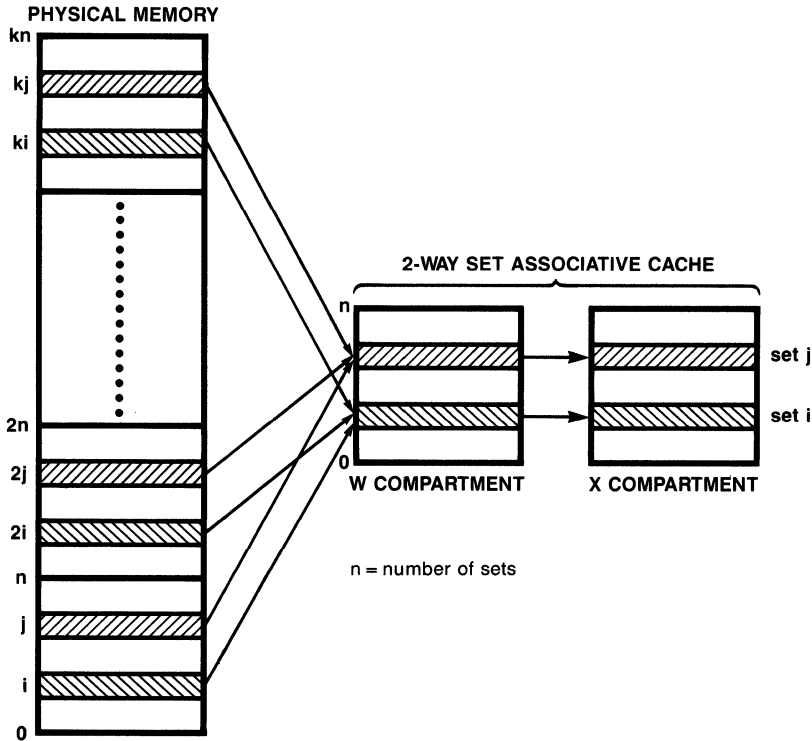 PHYSICAL MEMORY
kn
kj
ki
2-WAY SET ASSOCIATIVE CACHE
n
set j
set i
2n
0
W COMPARTMENT
X COMPARTMENT
2j
2i
n = number of sets
n
j
i
0